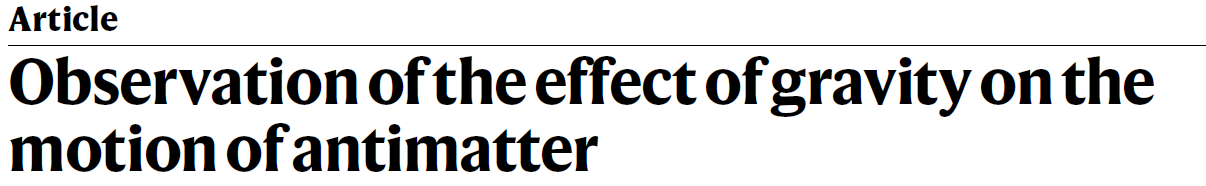 Article
Observation of the effect of gravity on the
motion of antimatter